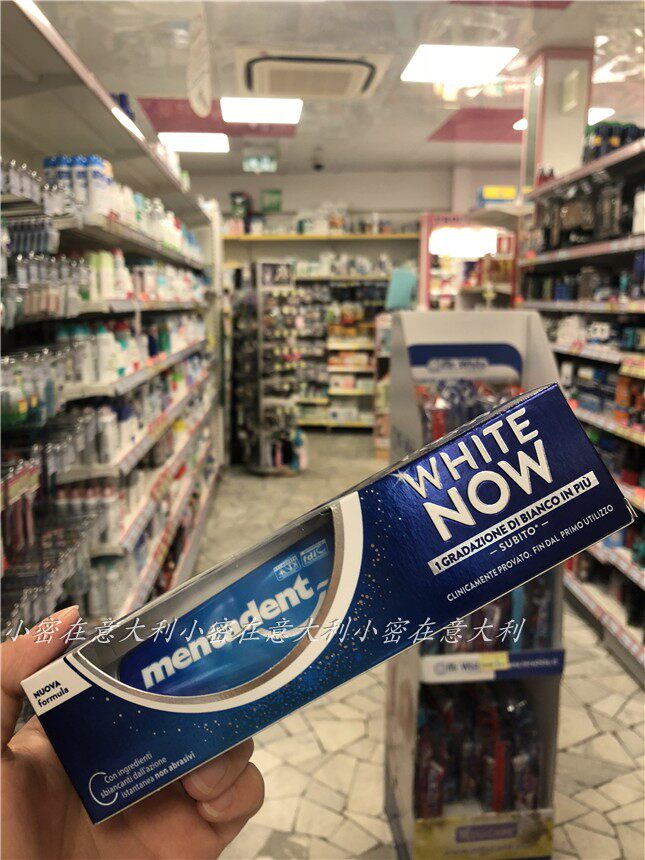 WHITE
NOW
1 GRADAZIONE DI BIANCO IN PIÙ
— SUBITO* —
CLINICAMENTE PROVATO. FIN DAL PRIMO UTILIZZO
mentadent
小密在意大利小密在意大利小密在意大利
NUOVA
formula
Con ingredienti
sbiancanti dall'azione
istantanea non abrasivi